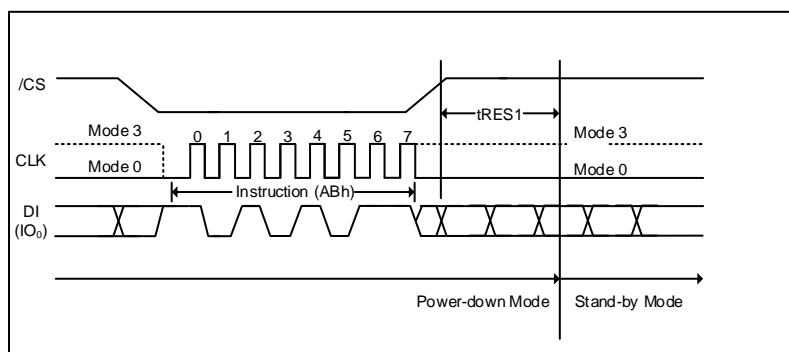 /CS
tRES1
Mode 3
0 1 2 3 4 5 6 7
Mode 3
CLK
Mode 0
Mode 0
Instruction (ABh)
DI
(IO₀)
Power-down Mode
Stand-by Mode